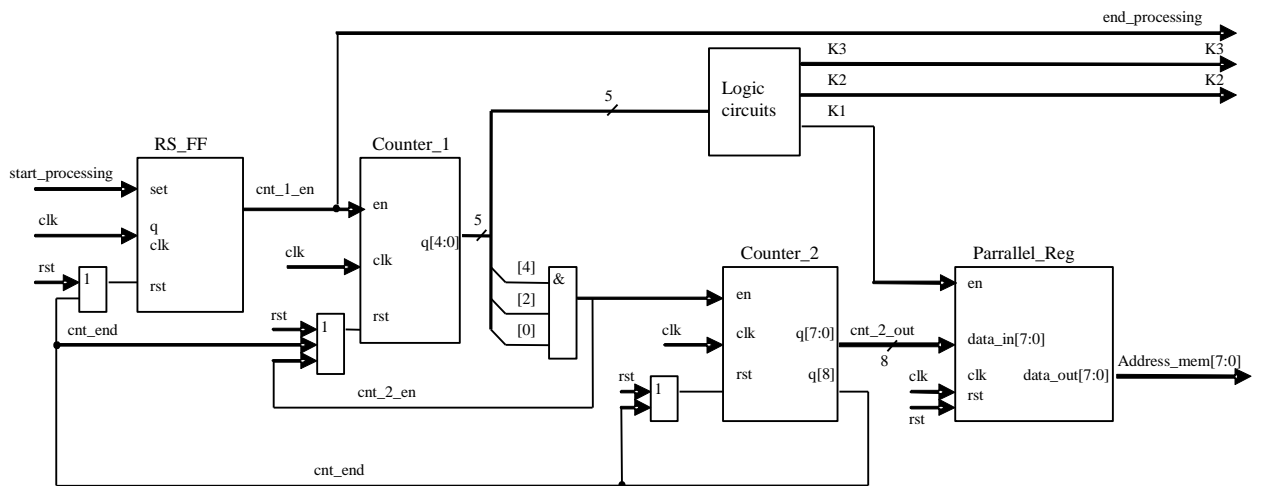 end_processing
K3
K3
K2
K2
K1
Logic
circuits
5
RS_FF
Counter_1
start_processing
set
cnt_1_en
en
clk
q
clk
5
q[4:0]
clk
clk
rst
1
rst
[4]
&
[2]
[0]
rst
1
rst
cnt_end
cnt_2_en
Counter_2
en
clk
clk
q[7:0]
cnt_2_out
8
rst
q[8]
rst
1
Parrallel_Reg
en
data_in[7:0]
clk
clk
data_out[7:0]
Address_mem[7:0]
rst
rst
cnt_end